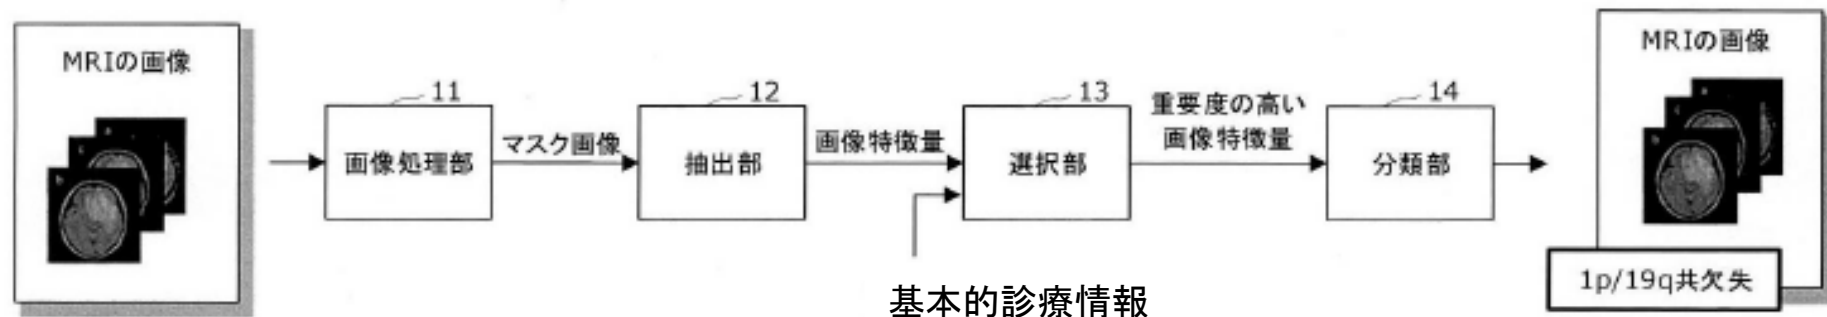 MRIの画像
11
画像処理部
マスク画像
12
抽出部
画像特徴量
13
選択部
基本的診療情報
重要度の高い
画像特徴量
14
分類部
MRIの画像
1p/19q共欠失